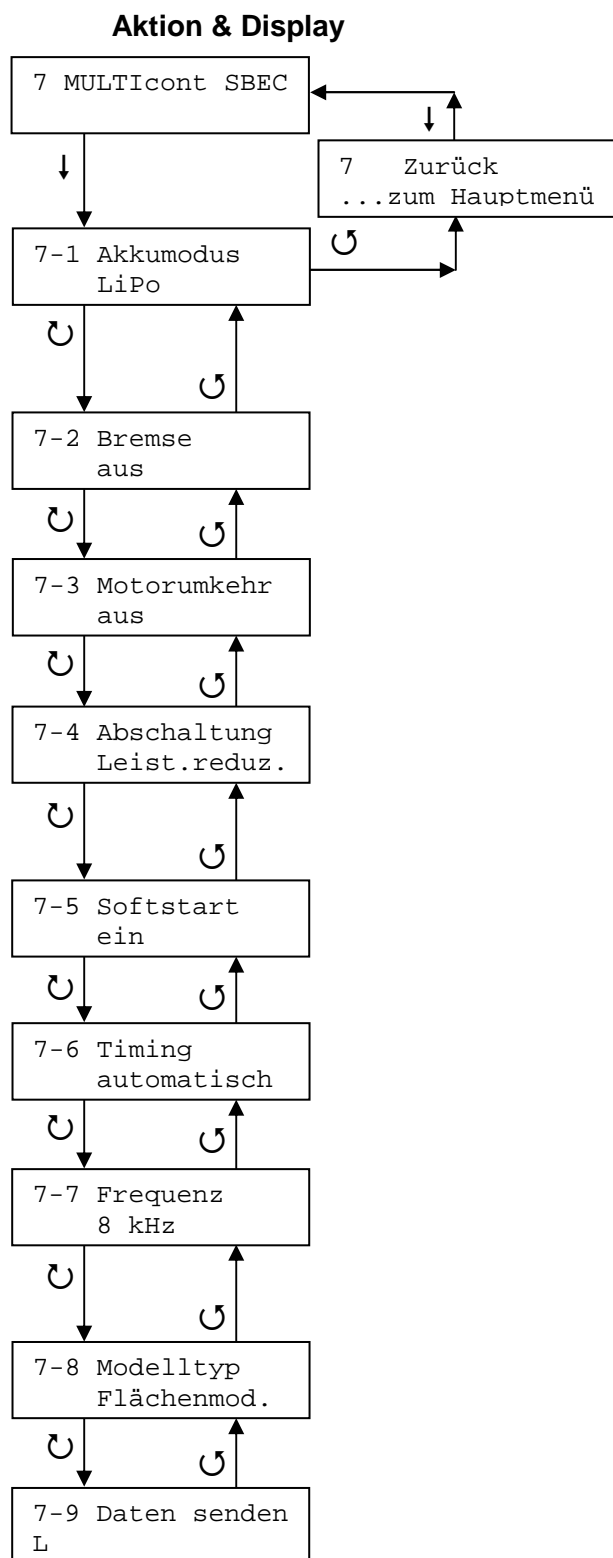 Aktion & Display
7 MULTIcont SBEC
7 Zurück
...zum Hauptmenü
7-1 Akkumodus
LiPo
7-2 Bremse
aus
7-3 Motorumkehr
aus
7-4 Abschaltung
Leist.reduz.
7-5 Softstart
ein
7-6 Timing
automatisch
7-7 Frequenz
8 kHz
7-8 Modelltyp
Flächenmod.
7-9 Daten senden
L